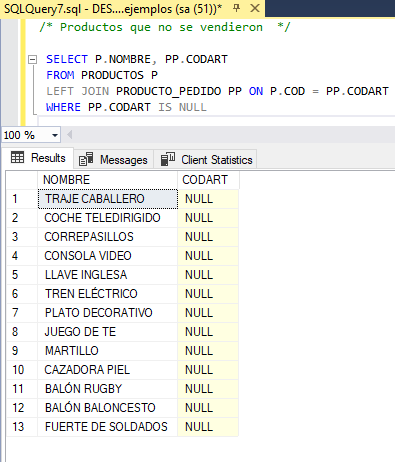 SQLQuery7.sql - DES....ejemplos (sa (51))*
/* Productos que no se vendieron */
SELECT P.NOMBRE, PP.CODART
FROM PRODUCTOS P
LEFT JOIN PRODUCTO_PEDIDO PP ON P.COD = PP.CODART
WHERE PP.CODART IS NULL
100 %
Results Messages Client Statistics
NOMBRE CODART
1 TRAJE CABALLERO NULL
2 COCHE TELEDIRIGIDO NULL
3 CORREPASILLOS NULL
4 CONSOLA VIDEO NULL
5 LLAVE INGLESA NULL
6 TREN ELÉCTRICO NULL
7 PLATO DECORATIVO NULL
8 JUEGO DE TE NULL
9 MARTILLO NULL
10 CAZADORA PIEL NULL
11 BALÓN RUGBY NULL
12 BALÓN BALONCESTO NULL
13 FUERTE DE SOLDADOS NULL